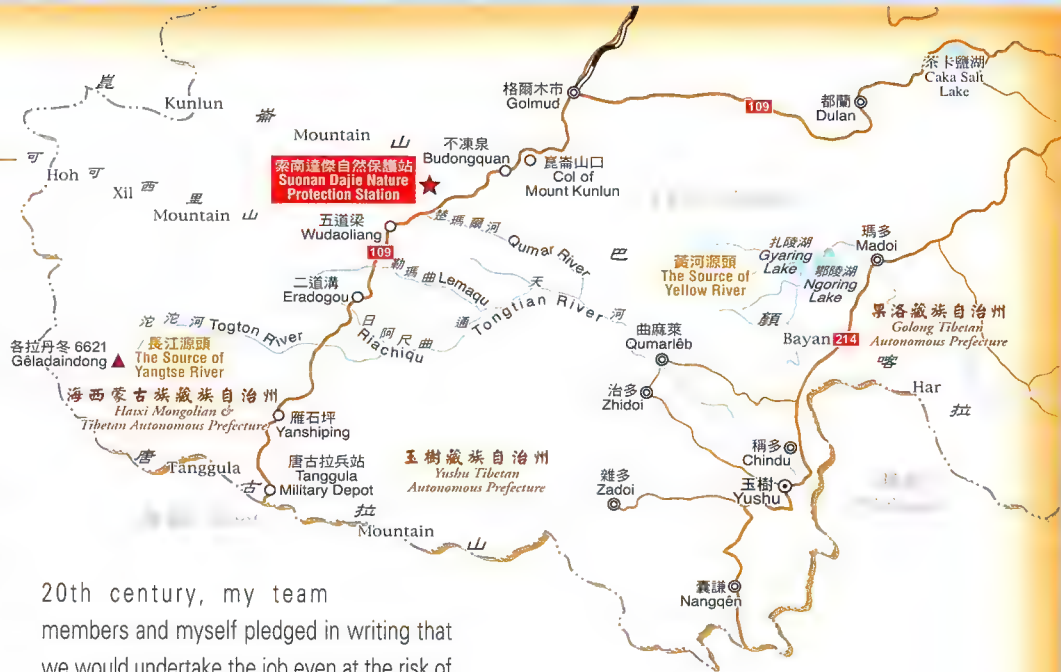 崑
Kunlun
崙
Mountain
山
格爾木市
Golmud
109
都蘭
Dulan
茶卡鹽湖
Caka Salt
Lake
不凍泉
Budongquan
崑崙山口
Col of
Mount Kunlun
可
Hoh 可
Xil 西
里
Mountain 山
索南達傑自然保護站
Suonan Dajie Nature
Protection Station
五道梁
Wudaoliang
109
楚瑪爾河
Qumar River
巴
黃河源頭
The Source of
Yellow River
扎陵湖
Gyaring
Lake
鄂陵湖
Ngoring
Lake
瑪多
Madoi
二道溝
Eradogou
勒瑪曲 Lemaqu
通 天 河
Tongtian River
顏
Bayan 214
喀
Har
拉
果洛藏族自治州
Golong Tibetan
Autonomous Prefecture
沱沱河 Togton River
日阿尺曲
Riachiqu
各拉丹冬 6621
Gêladaindong
長江源頭
The Source of
Yangtse River
曲麻萊
Qumarlêb
治多
Zhidoi
海西蒙古族藏族自治州
Haixi Mongolian &
Tibetan Autonomous Prefecture
雁石坪
Yanshiping
唐
Tanggula
古
拉
Mountain
山
唐古拉兵站
Tanggula
Military Depot
玉樹藏族自治州
Yushu Tibetan
Autonomous Prefecture
稱多
Chindu
玉樹
Yushu
雜多
Zadoi
囊謙
Nangqên
20th century, my team
members and myself pledged in writing that
we would undertake the job even at the risk of